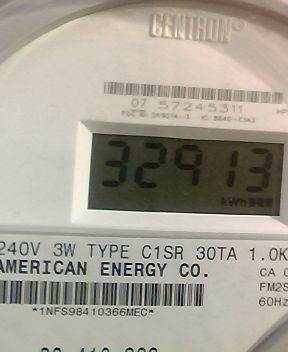 CENTRON®
07 57245311
32913
kWh
240V 3W TYPE C1SR 30TA 1.0K
AMERICAN ENERGY CO.
CA
FM2S
60Hz
*1NFS98410366MEC*